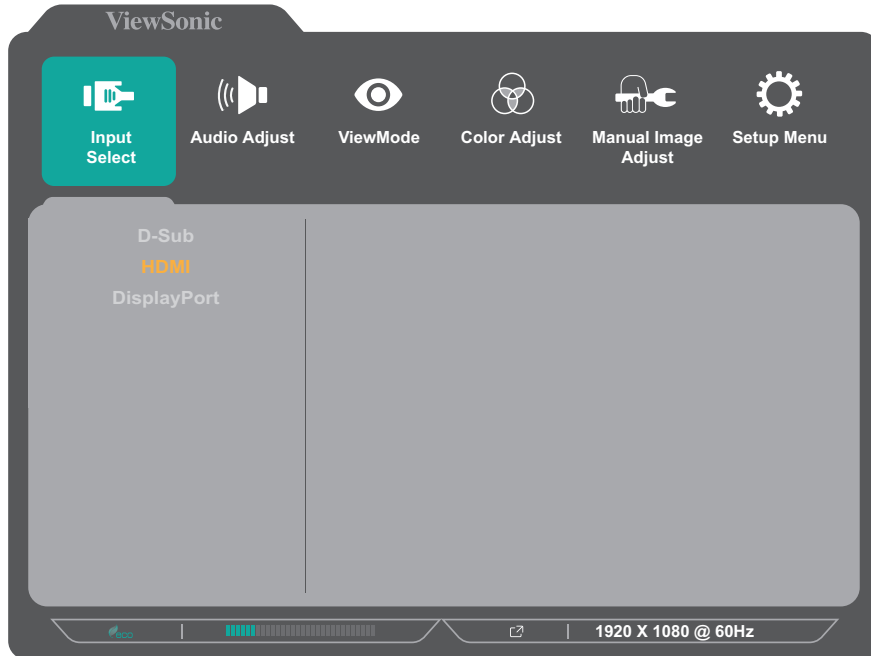 ViewSonic
Input
Select
Audio Adjust
ViewMode
Color Adjust
Manual Image
Adjust
Setup Menu
D-Sub
HDMI
DisplayPort
eco
1920 X 1080 @ 60Hz